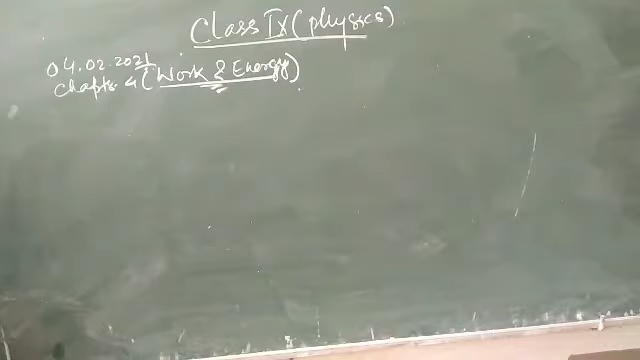 Class IX (physics)
04.02.2021
Chapter 4 (Work & Energy)